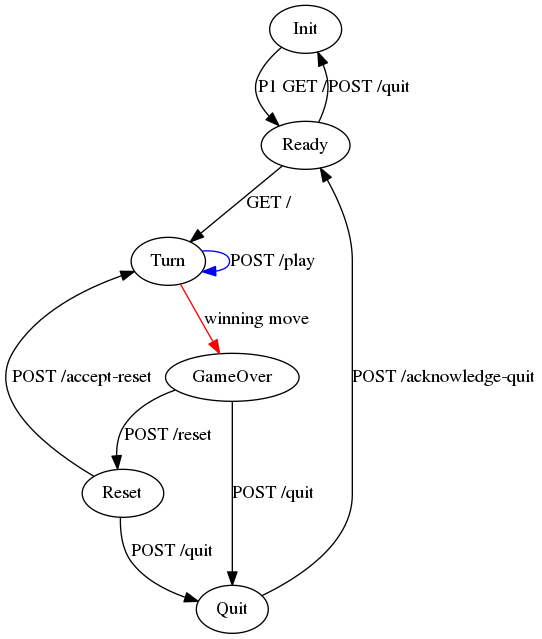 Init
P1 GET /
POST /quit
Ready
GET /
Turn
POST /play
winning move
POST /accept-reset
GameOver
POST /acknowledge-quit
POST /reset
Reset
POST /quit
POST /quit
Quit